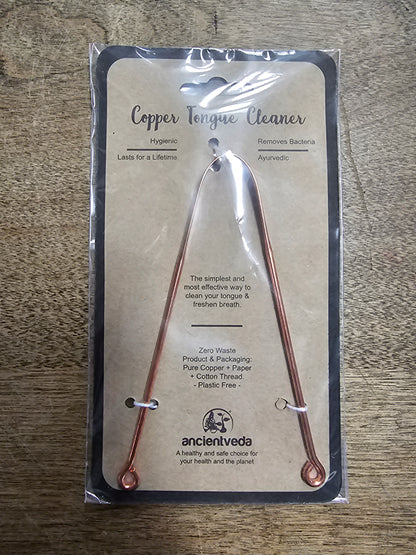 Copper Tongue Cleaner
Hygienic
Removes Bacteria
Lasts for a Lifetime
Ayurvedic
The simplest and
most effective way to
clean your tongue &
freshen breath.
Zero Waste
Product & Packaging:
Pure Copper + Paper
+ Cotton Thread
- Plastic Free -
ancientveda
A healthy and safe choice for
your health and the planet